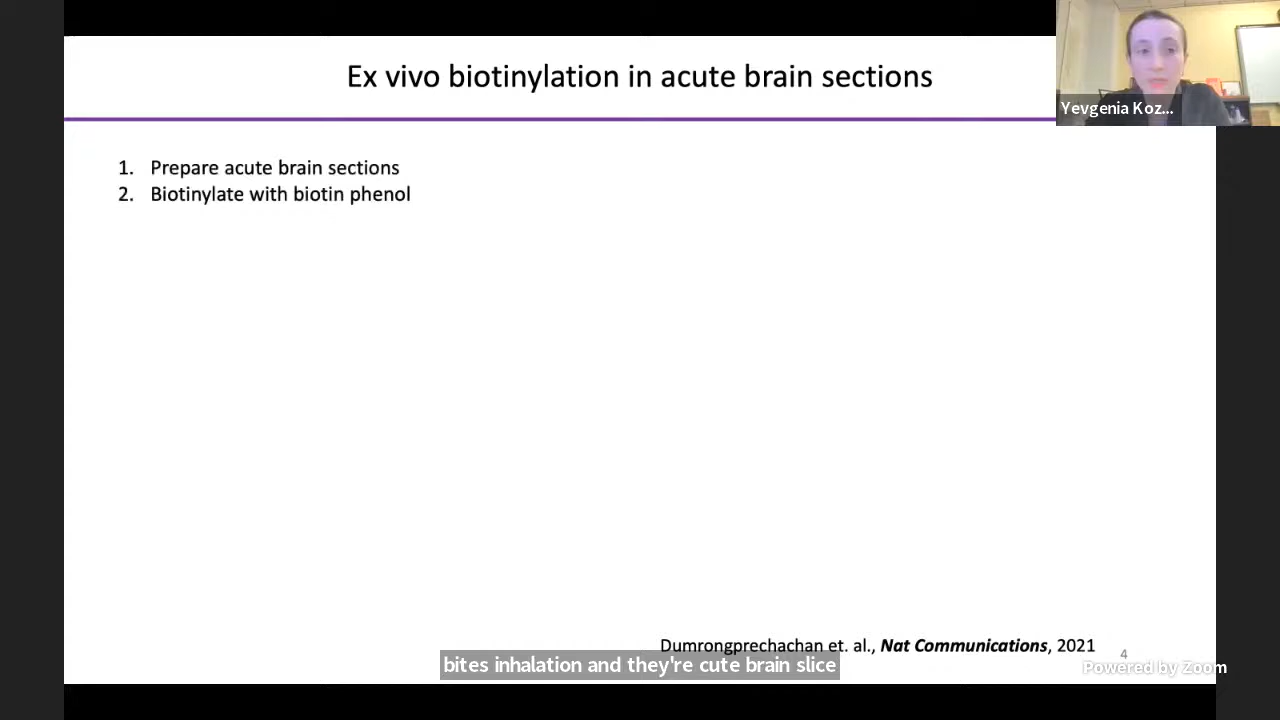 Ex vivo biotinylation in acute brain sections
Yevgenia Koz...
1. Prepare acute brain sections
2. Biotinylate with biotin phenol
Dumrongprechachan et. al., Nat Communications, 2021
4
bites inhalation and they're cute brain slice
Powered by Zoom